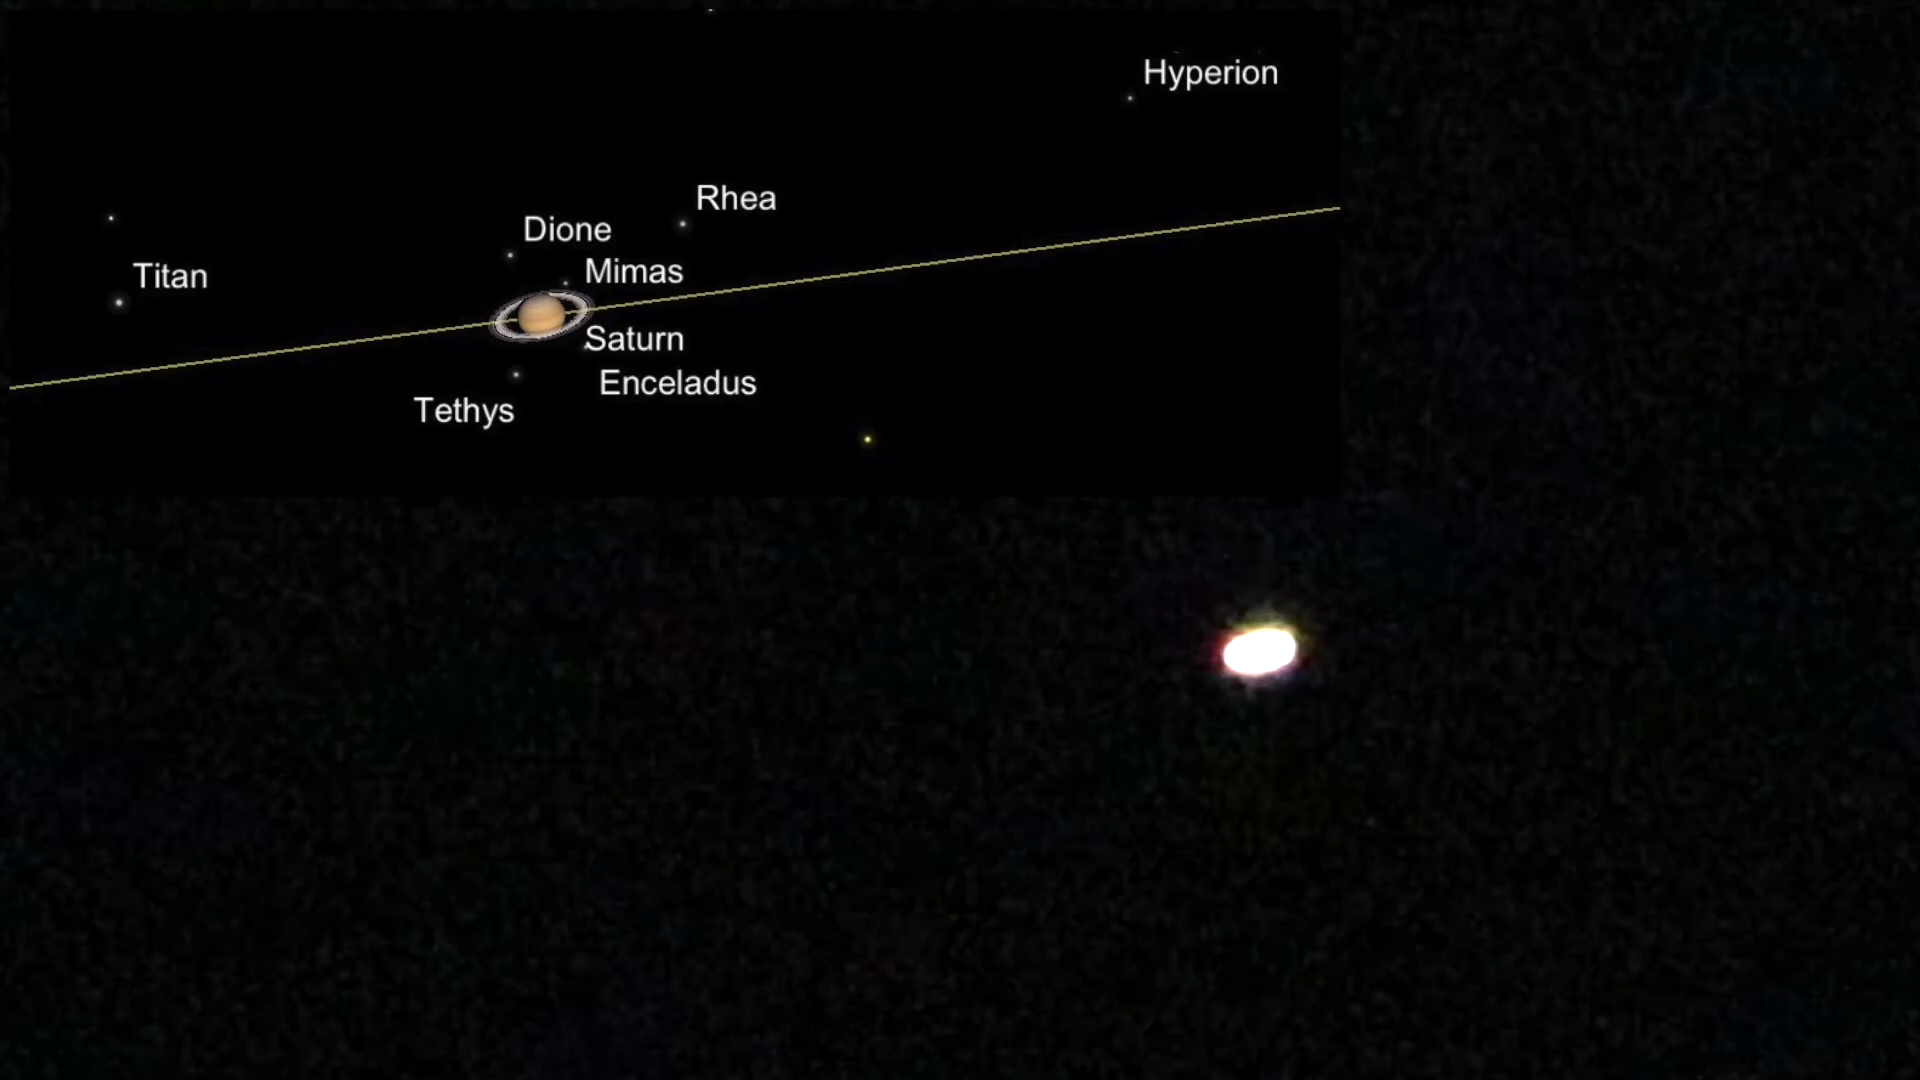 Hyperion
Rhea
Dione
Mimas
Titan
Saturn
Enceladus
Tethys